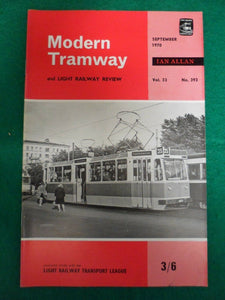 Modern
Tramway
and LIGHT RAILWAY REVIEW
SEPTEMBER
1970
IAN ALLAN
Vol. 33 No. 393
LIGHT RAILWAY TRANSPORT LEAGUE
3/6